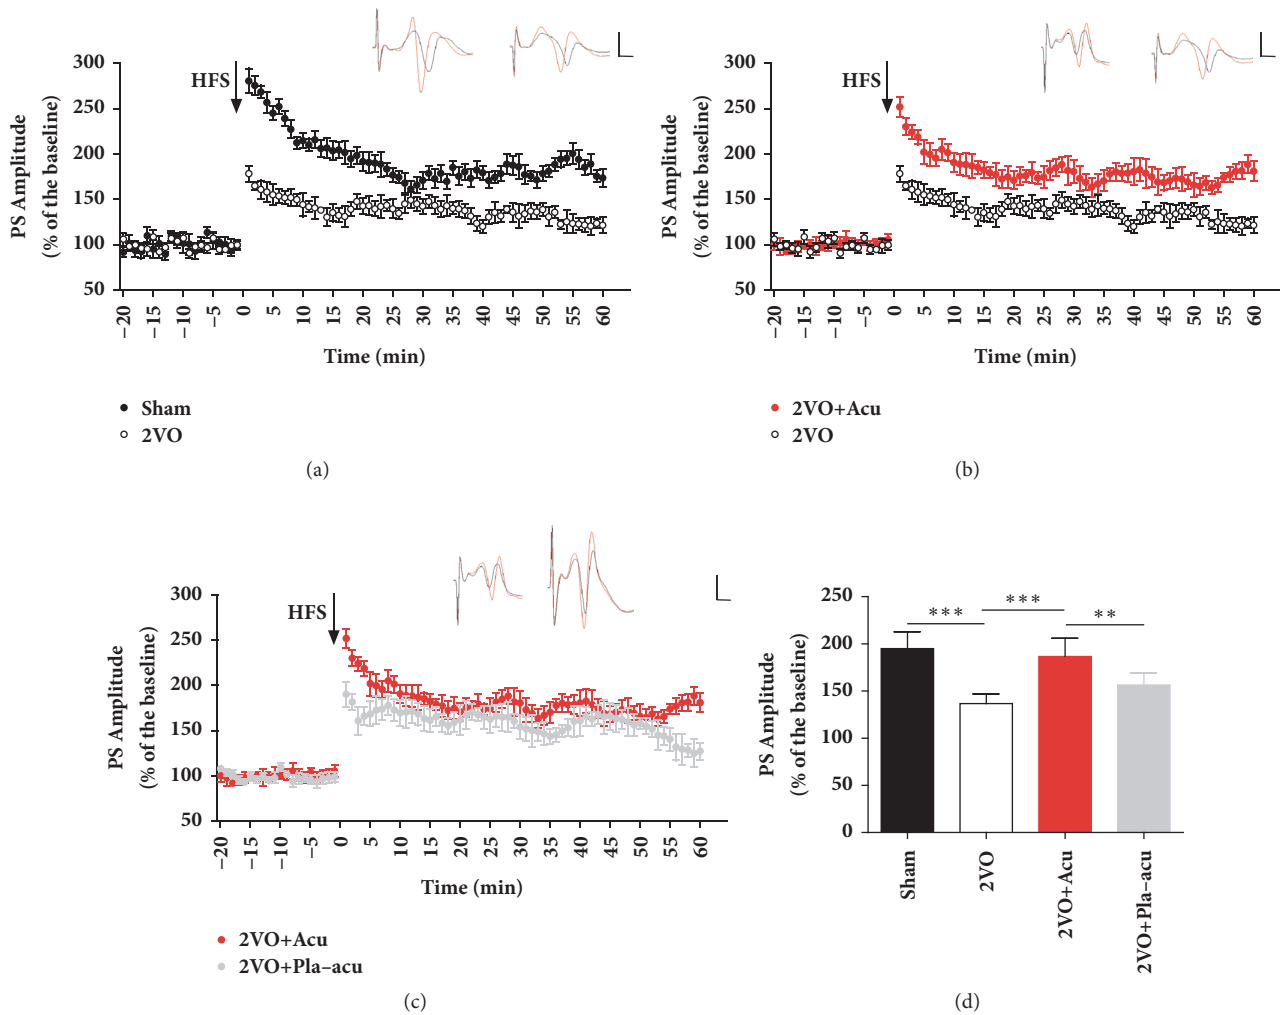 300
250
200
150
100
50
PS Amplitude
(% of the baseline)
HFS
−20
−15
−10
−5
0
5
10
15
20
25
30
35
40
45
50
55
60
Time (min)
Sham
2VO
(a)
300
250
200
150
100
50
PS Amplitude
(% of the baseline)
HFS
−20
−15
−10
−5
0
5
10
15
20
25
30
35
40
45
50
55
60
Time (min)
2VO+Acu
2VO
(b)
300
250
200
150
100
50
PS Amplitude
(% of the baseline)
HFS
−20
−15
−10
−5
0
5
10
15
20
25
30
35
40
45
50
55
60
Time (min)
2VO+Acu
2VO+Pla−acu
(c)
250
200
150
100
50
0
PS Amplitude
(% of the baseline)
***
***
**
Sham
2VO
2VO+Acu
2VO+Pla−acu
(d)